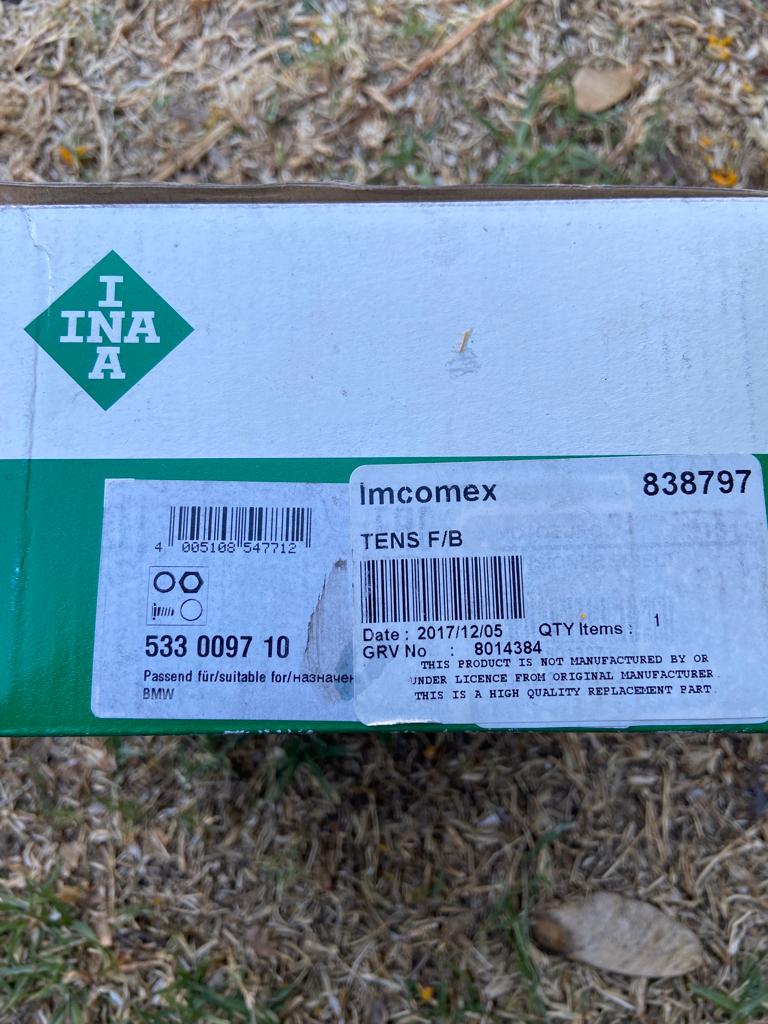 INA
INA
4 005108 547712
533 0097 10
Passend für/suitable for/назначен
BMW
Imcomex 838797
TENS F/B
Date : 2017/12/05 QTY Items : 1
GRV No : 8014384
THIS PRODUCT IS NOT MANUFACTURED BY OR
UNDER LICENCE FROM ORIGINAL MANUFACTURER.
THIS IS A HIGH QUALITY REPLACEMENT PART.